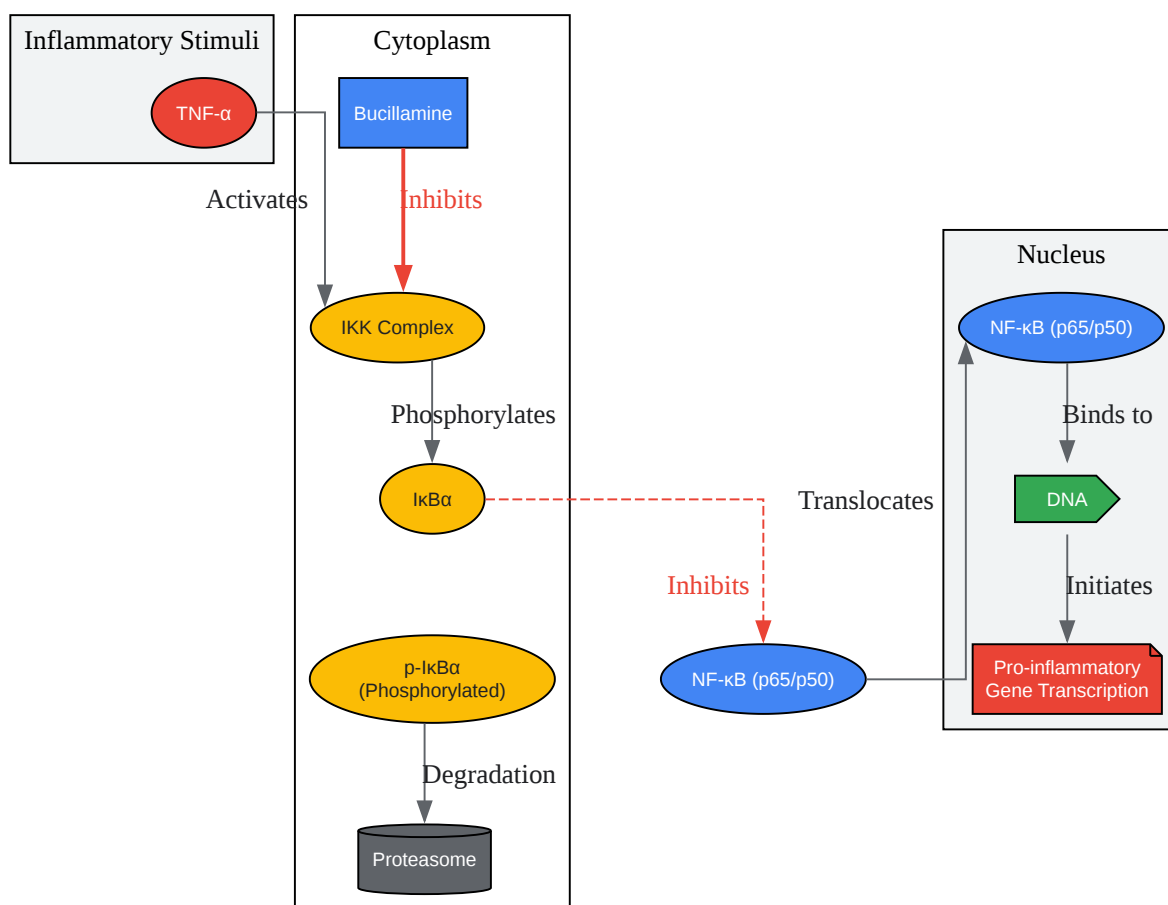 Inflammatory Stimuli
Cytoplasm
TNF-α
Bucillamine
Activates
Inhibits
Nucleus
IKK Complex
NF-κB (p65/p50)
Phosphorylates
Binds to
IκBα
Translocates
DNA
Inhibits
Initiates
p-IκBα
(Phosphorylated)
NF-κB (p65/p50)
Pro-inflammatory
Gene Transcription
Degradation
Proteasome